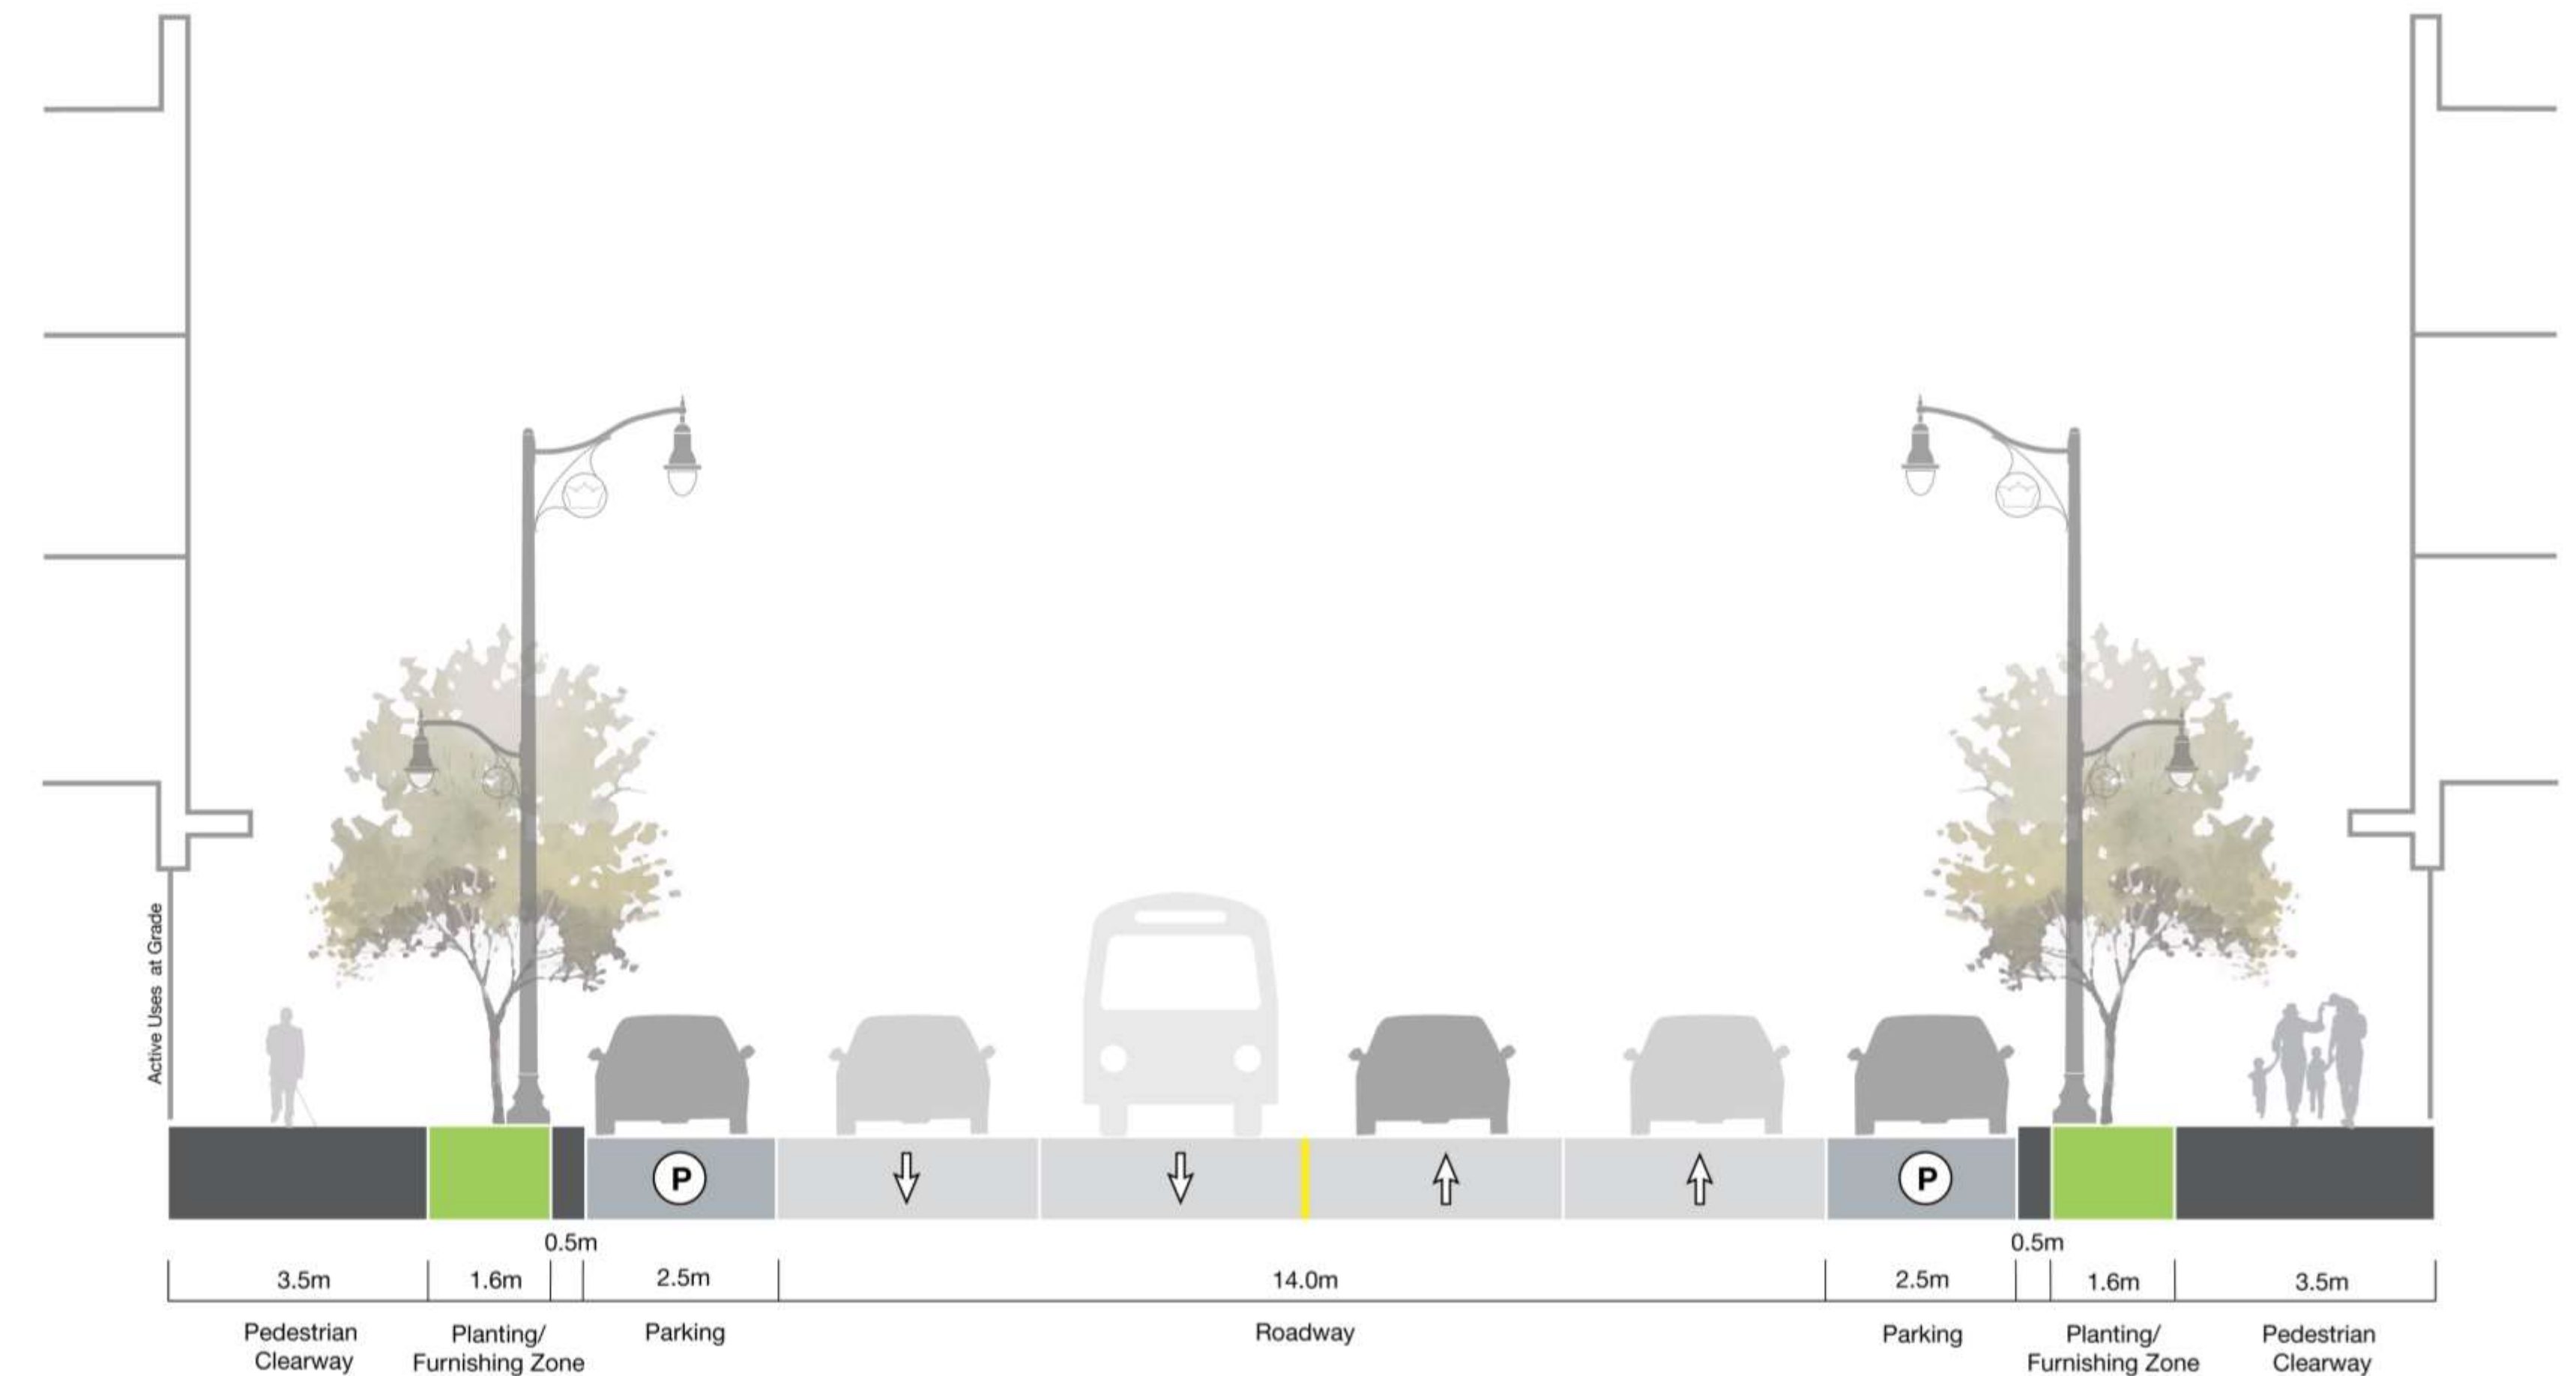 Active Uses at Grade
P
P
0.5m
0.5m
3.5m
1.6m
2.5m
14.0m
2.5m
1.6m
3.5m
Pedestrian
Clearway
Planting/
Furnishing Zone
Parking
Roadway
Parking
Planting/
Furnishing Zone
Pedestrian
Clearway